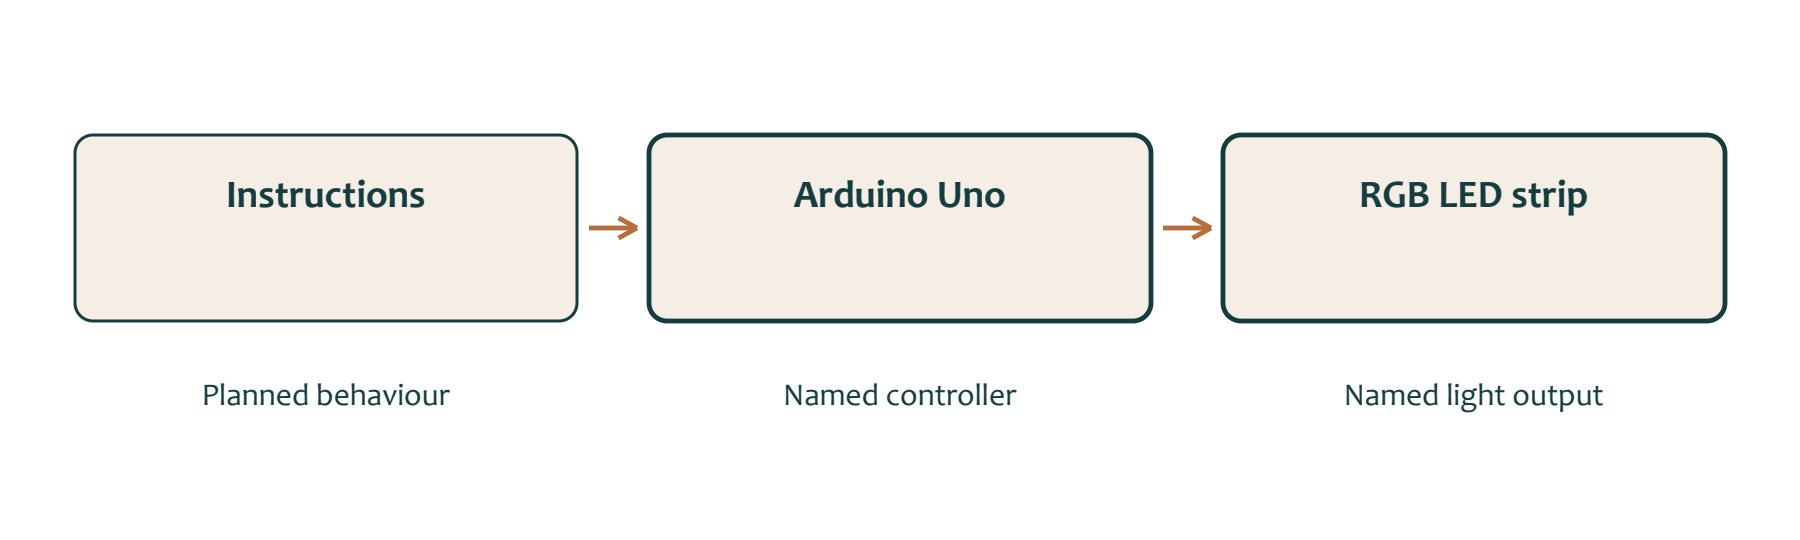 Instructions
Arduino Uno
RGB LED strip
Planned behaviour
Named controller
Named light output